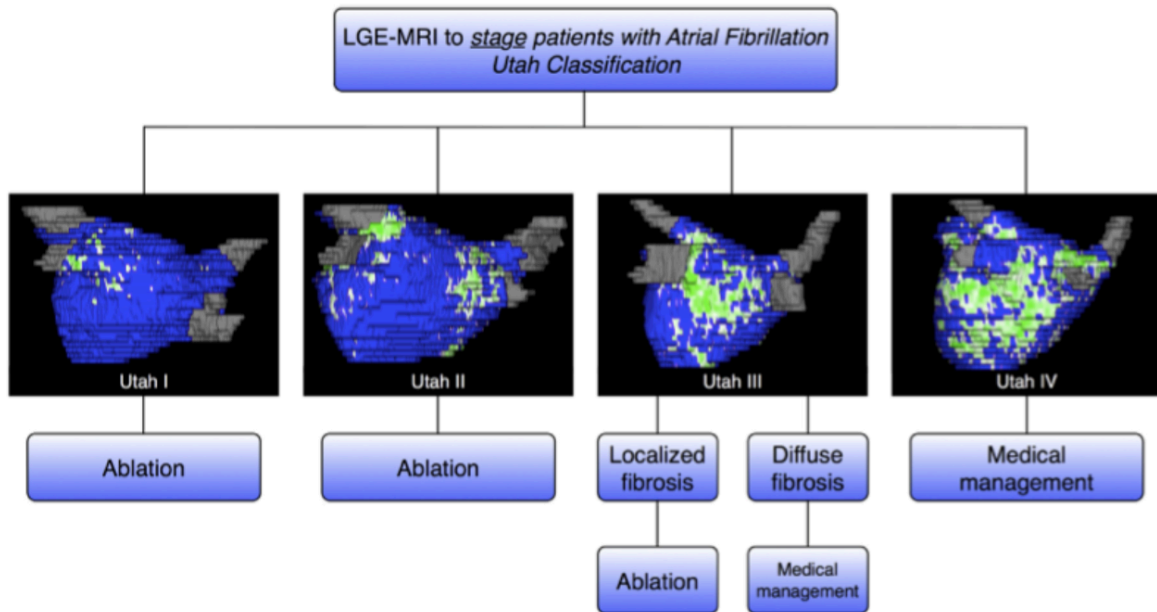 LGE-MRI to stage patients with Atrial Fibrillation
Utah Classification
Utah I
Utah II
Utah III
Utah IV
Ablation
Ablation
Localized
fibrosis
Diffuse
fibrosis
Medical
management
Ablation
Medical
management